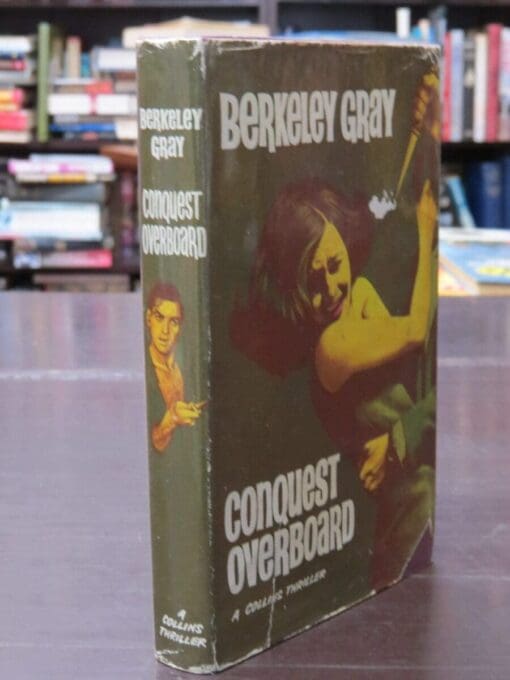 BERKELEY
GRAY
CONQUEST
OVERBOARD
A
COLLINS
THRILLER
BERKELEY GRAY
CONQUEST
OVERBOARD
A COLLINS THRILLER